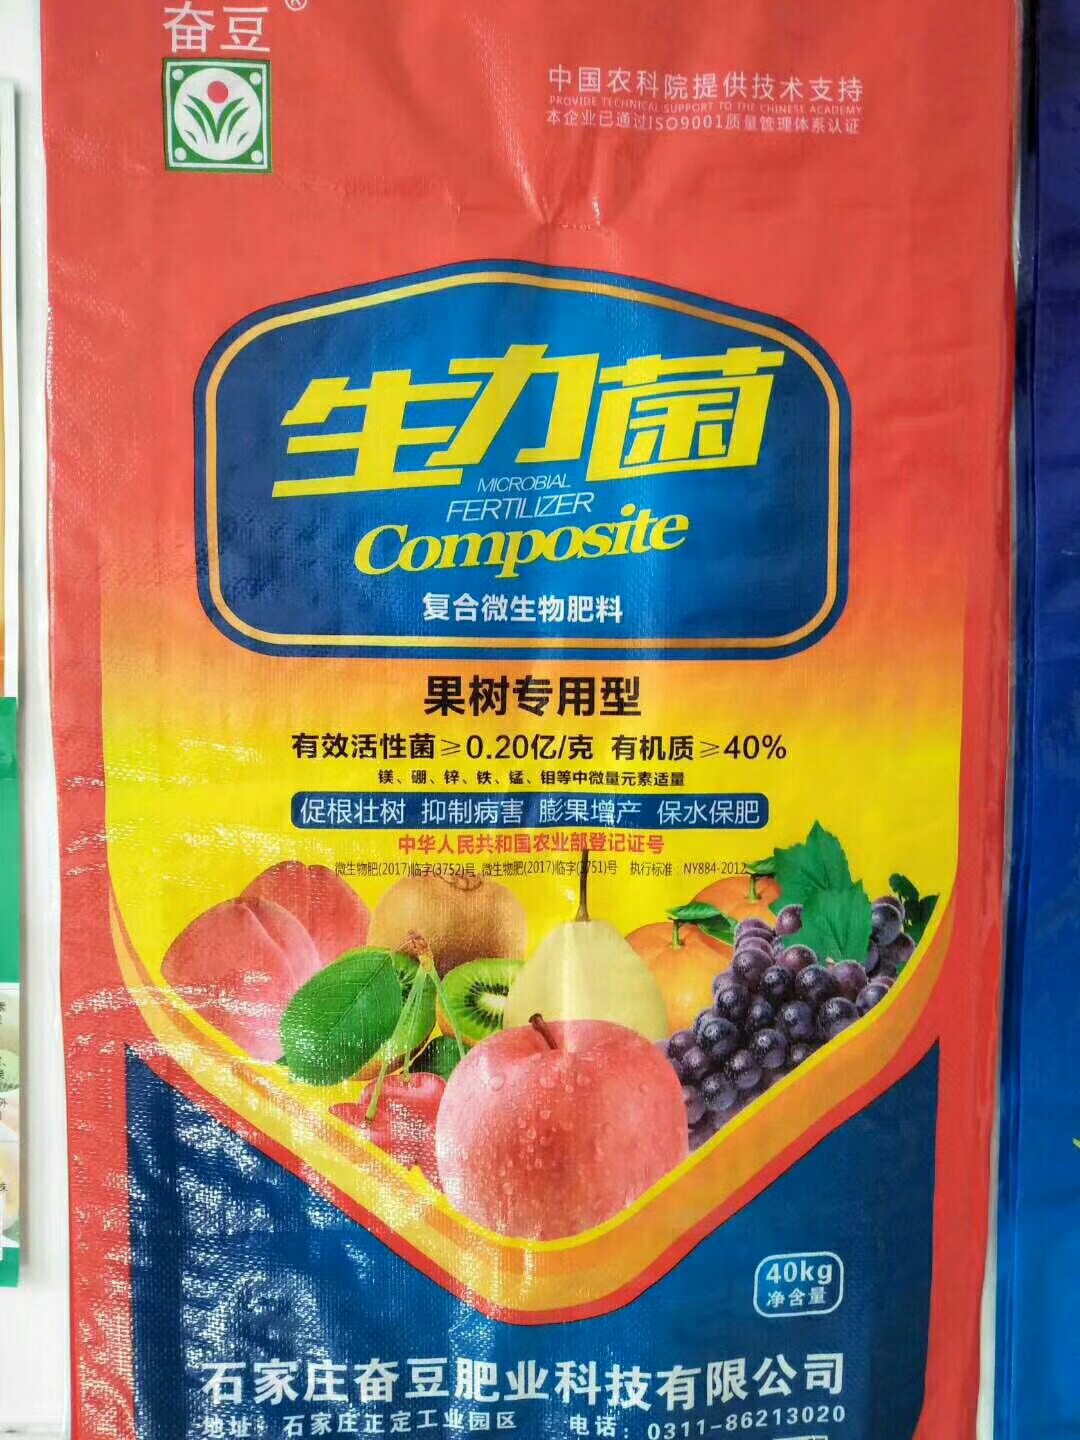 奋豆®
中国农科院提供技术支持
PROVIDE TECHNICAL SUPPORT TO THE CHINESE ACADEMY
本企业已通过ISO9001质量管理体系认证
生力菌
MICROBIAL
FERTILIZER
Composite
复合微生物肥料
果树专用型
有效活性菌≥0.20亿/克 有机质≥40%
镁、硼、锌、铁、锰、钼等中微量元素适量
促根壮树 抑制病害 膨果增产 保水保肥
中华人民共和国农业部登记证号
微生物肥(2017)临字(3752)号 微生物肥(2017)临字(3751)号 执行标准：NY884-2012
40kg
净含量
石家庄奋豆肥业科技有限公司
地址：石家庄正定工业园区 电话：0311-86213020